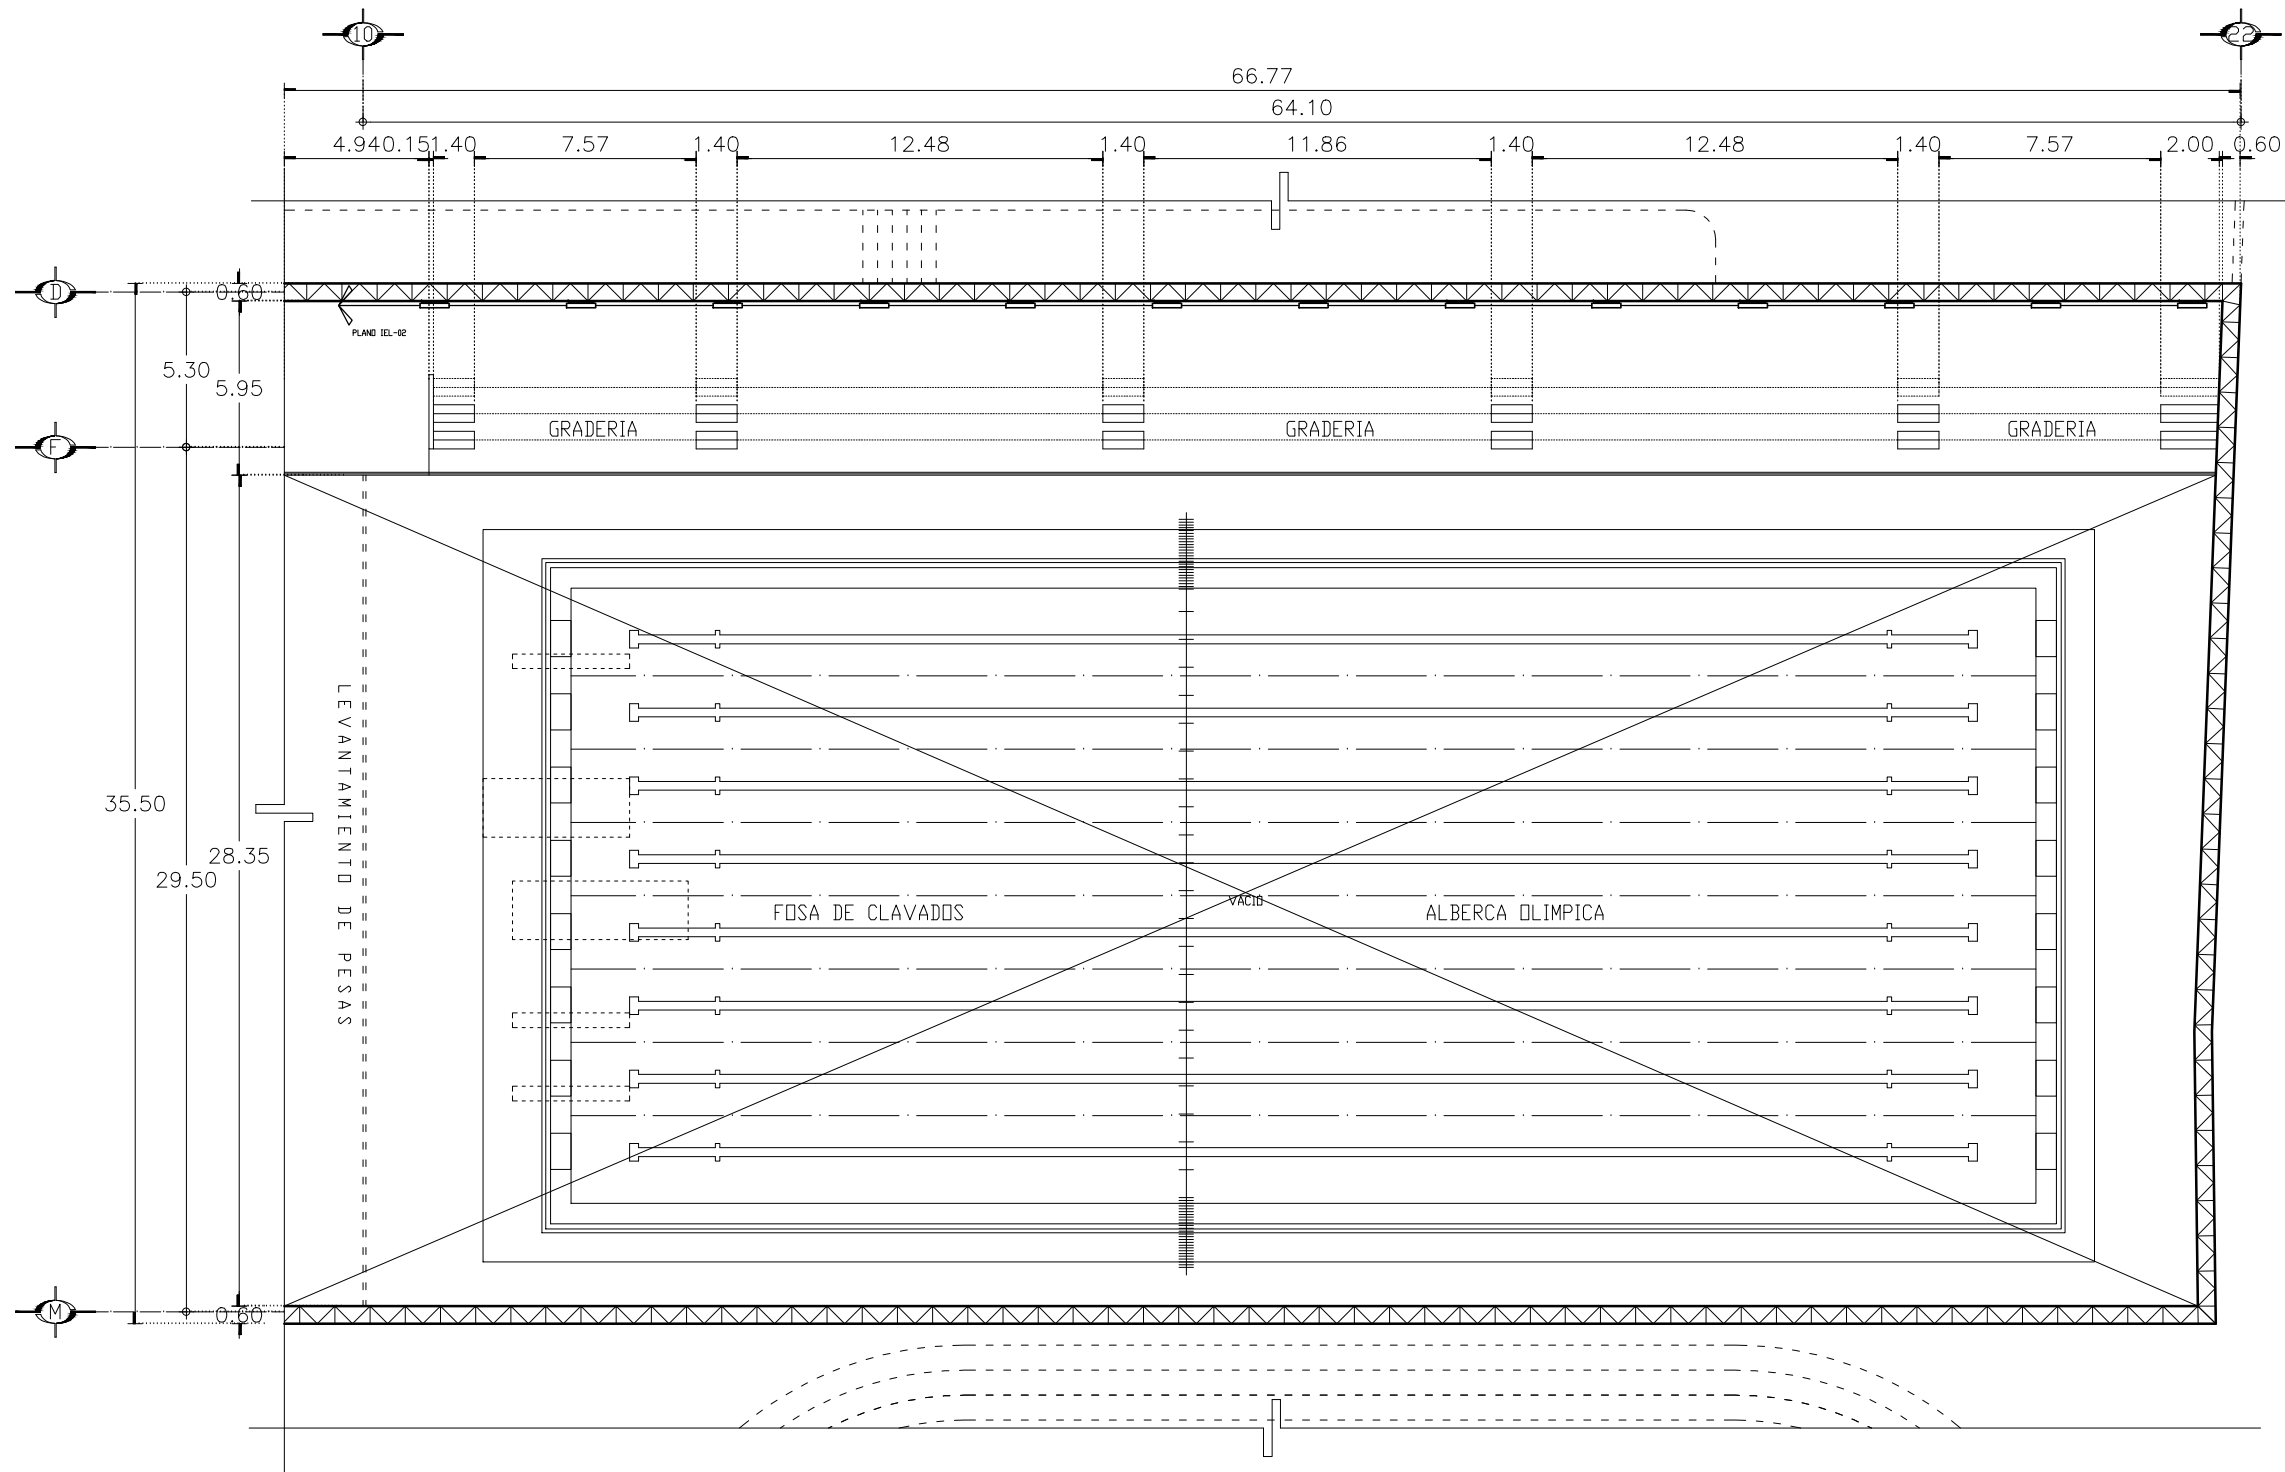 10
22
66.77
64.10
4.94 0.15 1.40 7.57 1.40 12.48 1.40 11.86 1.40 12.48 1.40 7.57 2.00 0.60
D
0.60
PLANO IEL-02
5.30
5.95
F
GRADERIA GRADERIA GRADERIA
LEVANTAMIENTO DE PESAS
35.50
28.35
29.50
VACIO
FOSA DE CLAVADOS
ALBERCA OLIMPICA
M
0.60